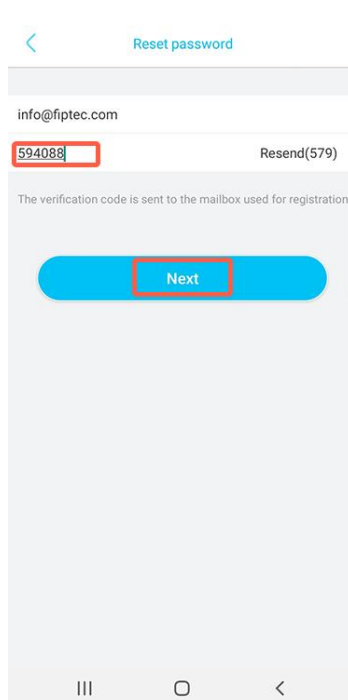 Reset password
info@fiptec.com
594088 Resend(579)
The verification code is sent to the mailbox used for registration
Next